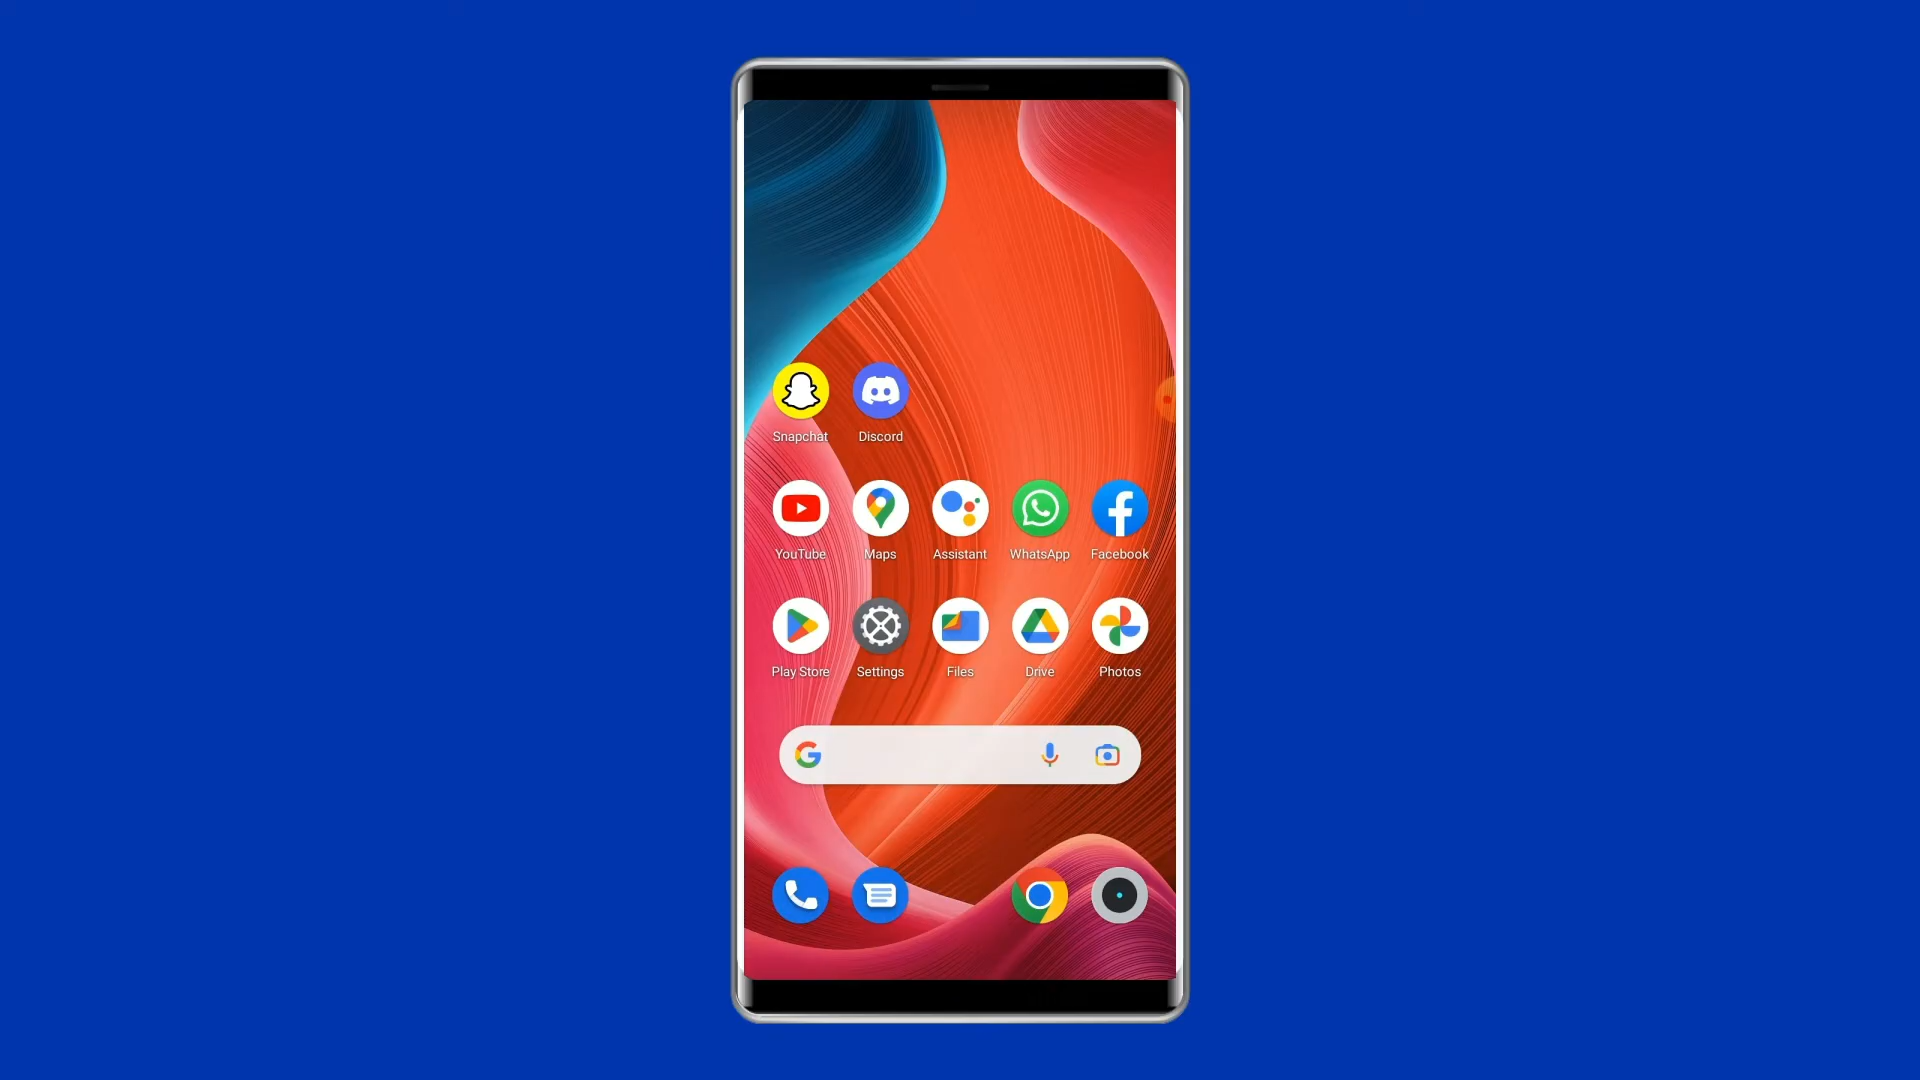 Snapchat Discord
YouTube Maps Assistant WhatsApp Facebook
Play Store Settings Files Drive Photos